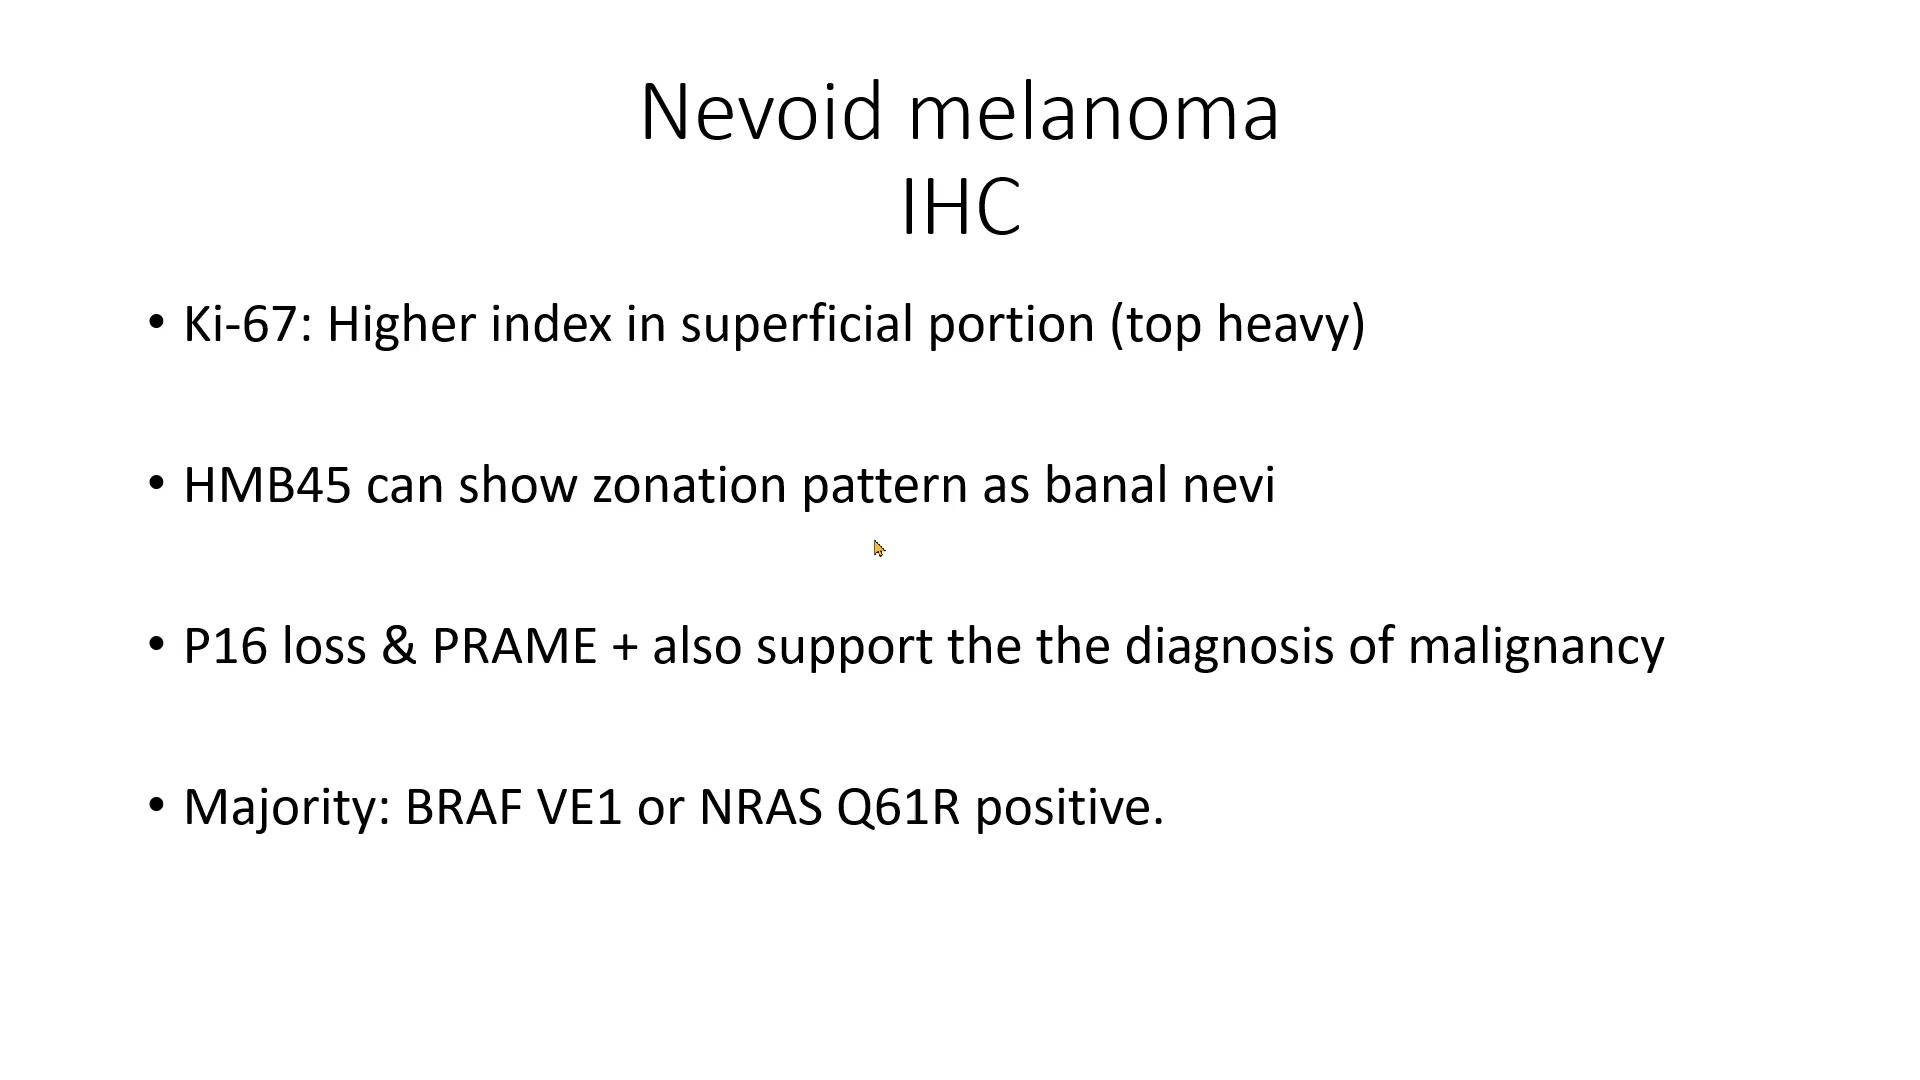 Nevoid melanoma
IHC
• Ki-67: Higher index in superficial portion (top heavy)
• HMB45 can show zonation pattern as banal nevi
• P16 loss & PRAME + also support the the diagnosis of malignancy
• Majority: BRAF VE1 or NRAS Q61R positive.